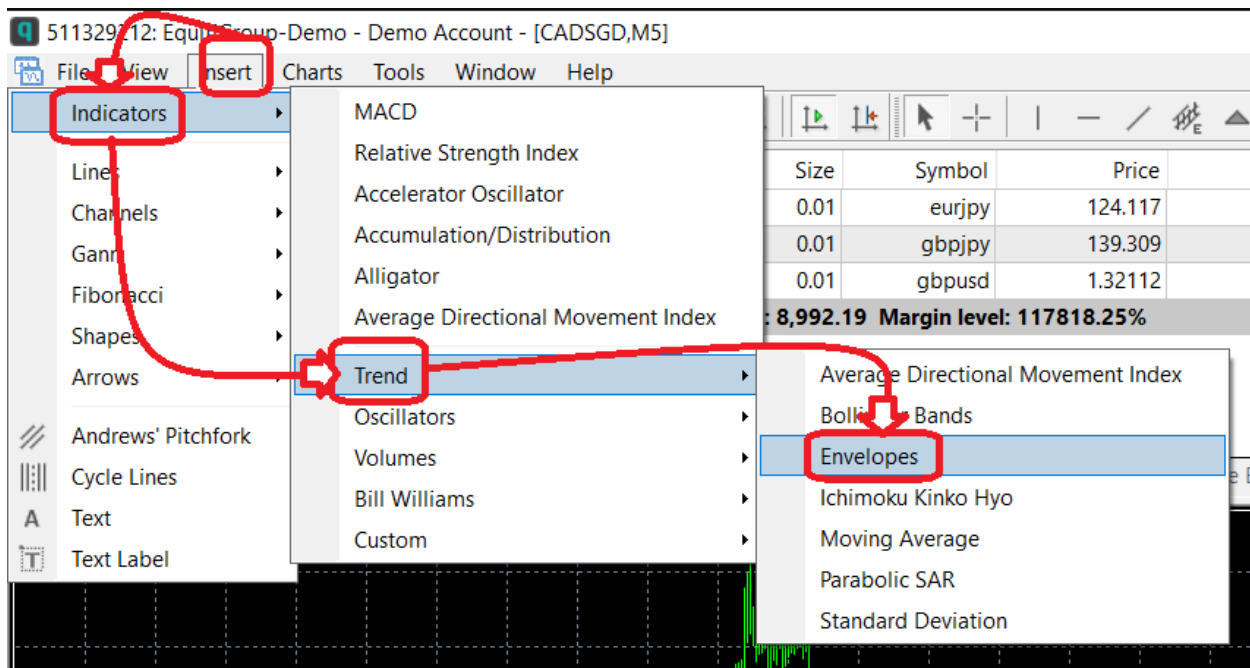 511329212: EquitiGroup-Demo - Demo Account - [CADSGD,M5]
File View Insert Charts Tools Window Help
Indicators
Lines
Channels
Gann
Fibonacci
Shapes
Arrows
Andrews' Pitchfork
Cycle Lines
A Text
T Text Label
MACD
Relative Strength Index
Accelerator Oscillator
Accumulation/Distribution
Alligator
Average Directional Movement Index
Trend
Oscillators
Volumes
Bill Williams
Custom
Average Directional Movement Index
Bollinger Bands
Envelopes
Ichimoku Kinko Hyo
Moving Average
Parabolic SAR
Standard Deviation
E
Size Symbol Price
0.01 eurjpy 124.117
0.01 gbpjpy 139.309
0.01 gbpusd 1.32112
: 8,992.19 Margin level: 117818.25%